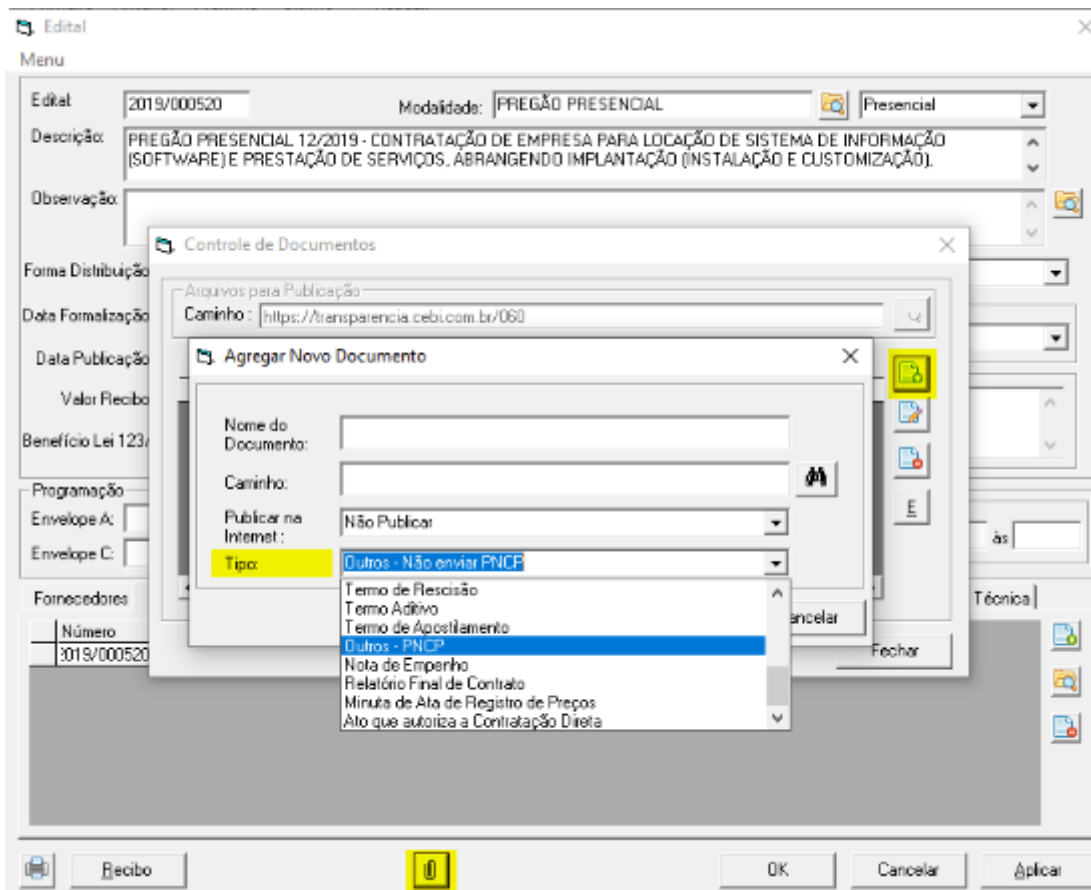 Edital
Menu
Edital: 2019/000520 Modalidade: PREGÃO PRESENCIAL Presencial
Descrição: PREGÃO PRESENCIAL 12/2019 - CONTRATAÇÃO DE EMPRESA PARA LOCAÇÃO DE SISTEMA DE INFORMAÇÃO
(SOFTWARE) E PRESTAÇÃO DE SERVIÇOS, ABRANGENDO IMPLANTAÇÃO (INSTALAÇÃO E CUSTOMIZAÇÃO),
Observação:
Controle de Documentos
Forma Distribuição
Arquivos para Publicação
Data Formalização
Caminho : https://transparencia.cebi.com.br/060
Data Publicação
Agregar Novo Documento
Valor Recibo
Nome do
Documento:
Benefício Lei 123/
Caminho:
Programação
Envelope A:
Publicar na
Internet : Não Publicar
E
às
Envelope C:
Tipo: Outros - Não enviar PNCP
Termo de Rescisão
Termo Aditivo
Termo de Apostilamento
Outros - PNCP
Nota de Empenho
Relatório Final de Contrato
Minuta de Ata de Registro de Preços
Ato que autoriza a Contratação Direta
ancelar
Fechar
Fornecedores
Técnica
Número
2019/000520
Recibo
OK
Cancelar
Aplicar